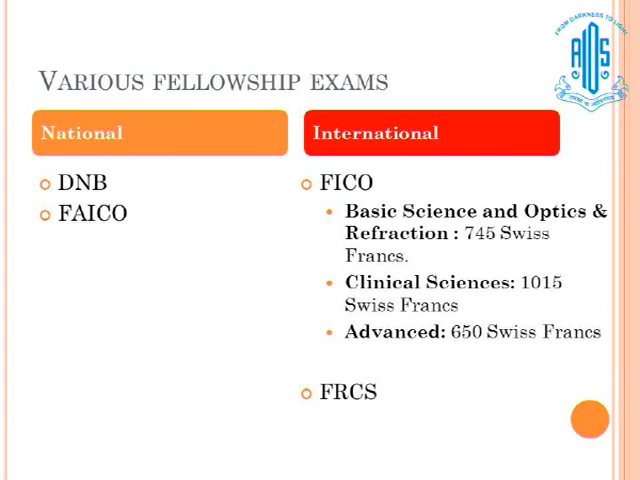 FROM DARKNESS TO LIGHT
AIOS
VARIOUS FELLOWSHIP EXAMS
National
DNB
FAICO
International
FICO
Basic Science and Optics &
Refraction : 745 Swiss
Francs.
Clinical Sciences: 1015
Swiss Francs
Advanced: 650 Swiss Francs
FRCS